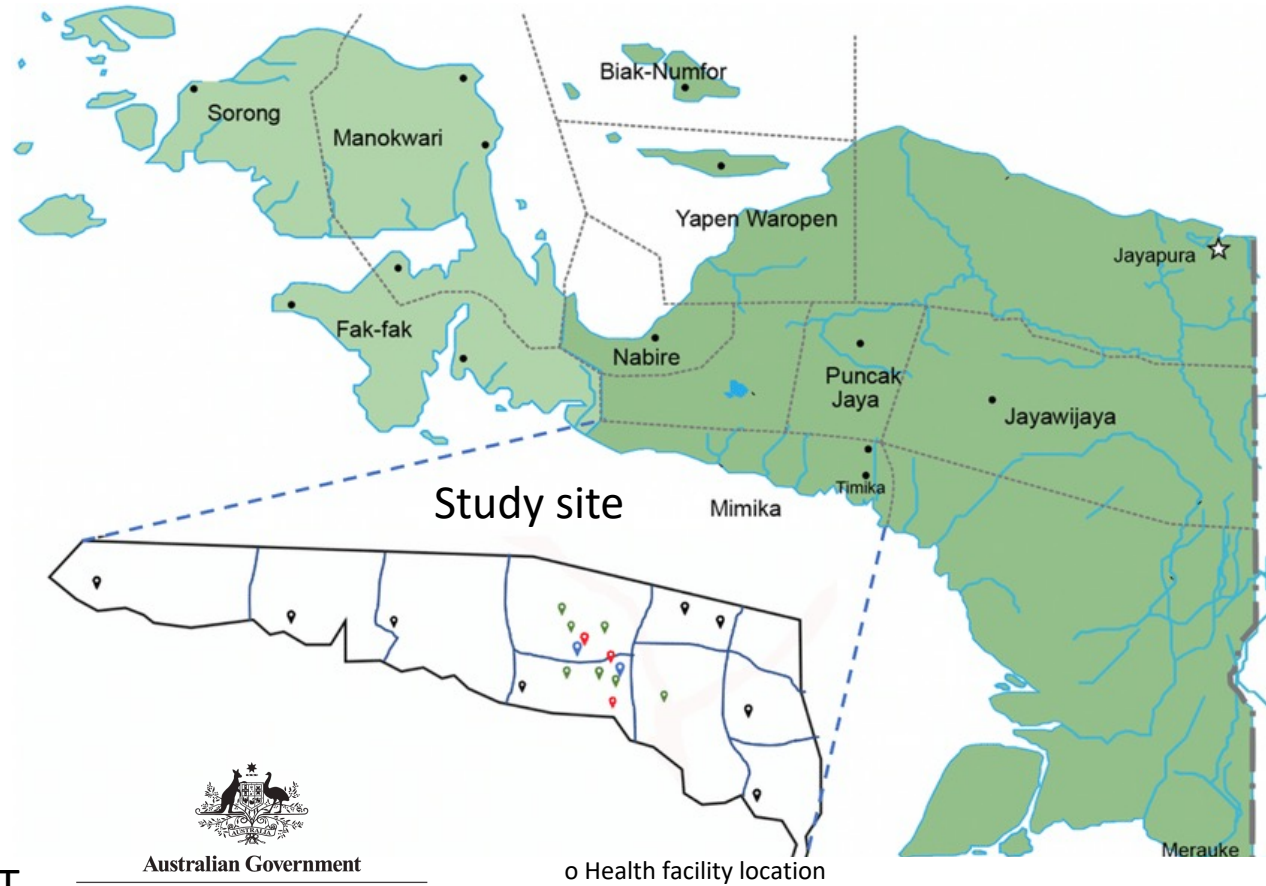 Biak-Numfor
Sorong
Manokwari
Yapen Waropen
Jayapura
Fak-fak
Nabire
Puncak
Jaya
Jayawijaya
Timika
Study site
Mimika
AUSTRALIA
Merauke
Australian Government
o Health facility location
T